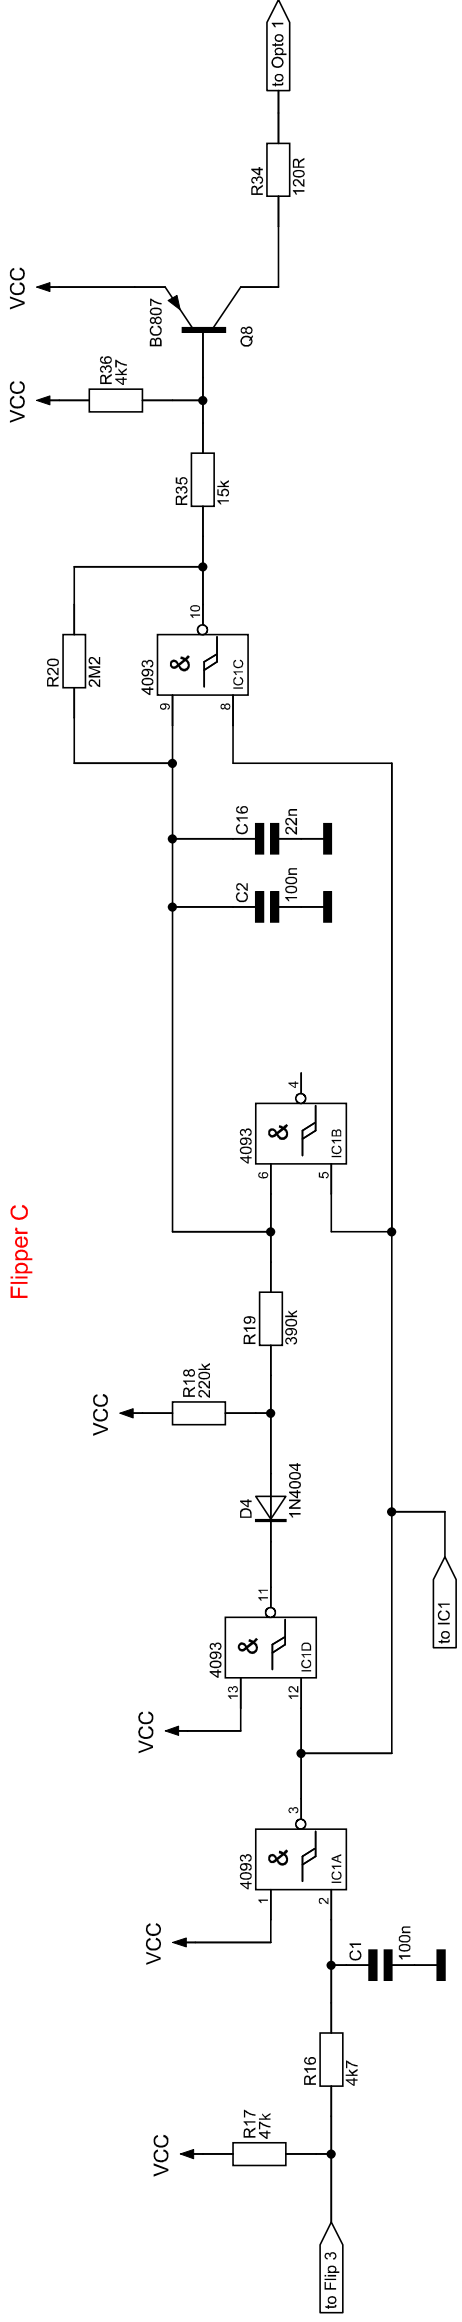 Flipper C
to Flip 3
VCC
R17
47k
R16
4k7
C1
100n
VCC
1
2
4093
&
IC1A
3
VCC
13
12
4093
&
IC1D
11
to IC1
D4
1N4004
VCC
R18
220k
R19
390k
6
5
4093
&
IC1B
4
C2
100n
C16
22n
9
8
4093
&
IC1C
10
R20
2M2
R35
15k
VCC
R36
4k7
VCC
BC807
Q8
R34
120R
to Opto 1